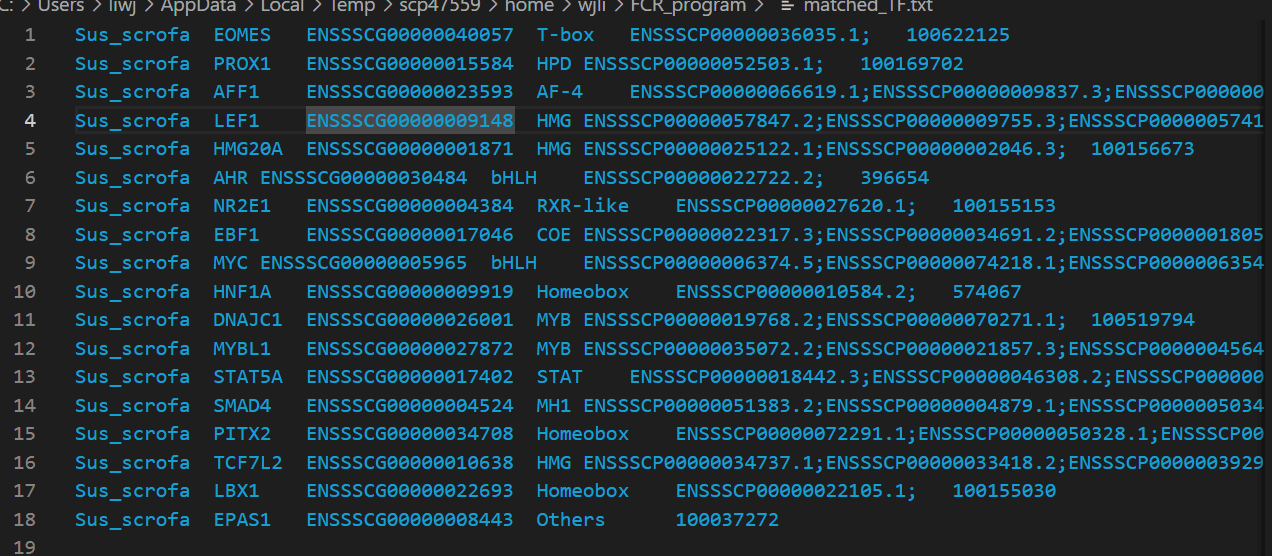 C: > Users > liwj > AppData > Local > Temp > scp47559 > home > wjli > FCR_program > matched_TF.txt
1 Sus_scrofa EOMES ENSSSCG00000040057 T-box ENSSSCP00000036035.1; 100622125
2 Sus_scrofa PROX1 ENSSSCG00000015584 HPD ENSSSCP00000052503.1; 100169702
3 Sus_scrofa AFF1 ENSSSCG00000023593 AF-4 ENSSSCP00000066619.1;ENSSSCP00000009837.3;ENSSSCP000000
4 Sus_scrofa LEF1 ENSSSCG00000009148 HMG ENSSSCP00000057847.2;ENSSSCP00000009755.3;ENSSSCP0000005741
5 Sus_scrofa HMG20A ENSSSCG00000001871 HMG ENSSSCP00000025122.1;ENSSSCP00000002046.3; 100156673
6 Sus_scrofa AHR ENSSSCG00000030484 bHLH ENSSSCP00000022722.2; 396654
7 Sus_scrofa NR2E1 ENSSSCG00000004384 RXR-like ENSSSCP00000027620.1; 100155153
8 Sus_scrofa EBF1 ENSSSCG00000017046 COE ENSSSCP00000022317.3;ENSSSCP00000034691.2;ENSSSCP0000001805
9 Sus_scrofa MYC ENSSSCG00000005965 bHLH ENSSSCP00000006374.5;ENSSSCP00000074218.1;ENSSSCP0000006354
10 Sus_scrofa HNF1A ENSSSCG00000009919 Homeobox ENSSSCP00000010584.2; 574067
11 Sus_scrofa DNAJC1 ENSSSCG00000026001 MYB ENSSSCP00000019768.2;ENSSSCP00000070271.1; 100519794
12 Sus_scrofa MYBL1 ENSSSCG00000027872 MYB ENSSSCP00000035072.2;ENSSSCP00000021857.3;ENSSSCP0000004564
13 Sus_scrofa STAT5A ENSSSCG00000017402 STAT ENSSSCP00000018442.3;ENSSSCP00000046308.2;ENSSSCP000000
14 Sus_scrofa SMAD4 ENSSSCG00000004524 MH1 ENSSSCP00000051383.2;ENSSSCP00000004879.1;ENSSSCP0000005034
15 Sus_scrofa PITX2 ENSSSCG00000034708 Homeobox ENSSSCP00000072291.1;ENSSSCP00000050328.1;ENSSSCP00
16 Sus_scrofa TCF7L2 ENSSSCG00000010638 HMG ENSSSCP00000034737.1;ENSSSCP00000033418.2;ENSSSCP0000003929
17 Sus_scrofa LBX1 ENSSSCG00000022693 Homeobox ENSSSCP00000022105.1; 100155030
18 Sus_scrofa EPAS1 ENSSSCG00000008443 Others 100037272
19